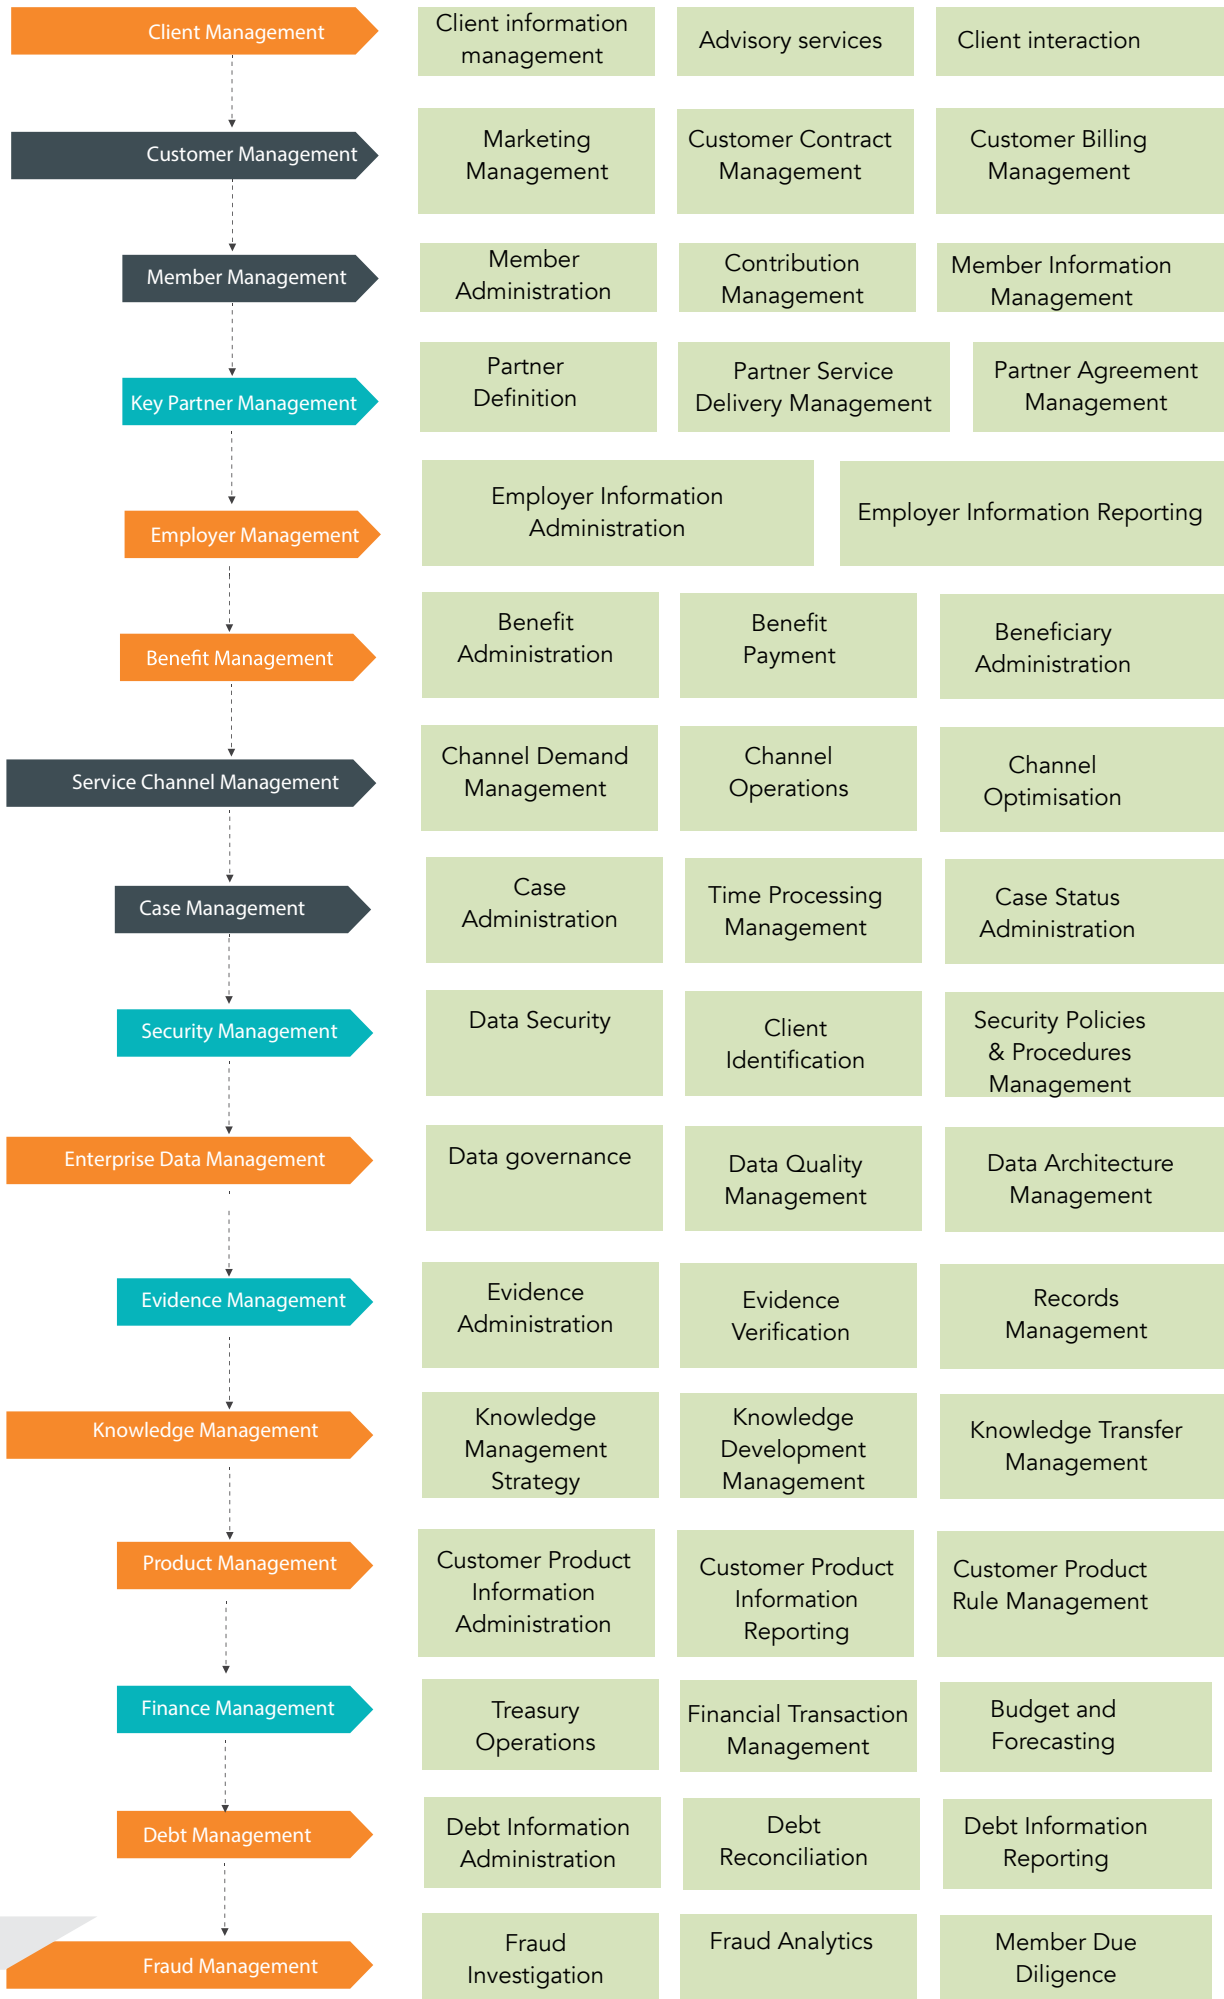 Client Management
Client information
management
Advisory services
Client interaction
Customer Management
Marketing
Management
Customer Contract
Management
Customer Billing
Management
Member Management
Member
Administration
Contribution
Management
Member Information
Management
Key Partner Management
Partner
Definition
Partner Service
Delivery Management
Partner Agreement
Management
Employer Management
Employer Information
Administration
Employer Information Reporting
Benefit Management
Benefit
Administration
Benefit
Payment
Beneficiary
Administration
Service Channel Management
Channel Demand
Management
Channel
Operations
Channel
Optimisation
Case Management
Case
Administration
Time Processing
Management
Case Status
Administration
Security Management
Data Security
Client
Identification
Security Policies
& Procedures
Management
Enterprise Data Management
Data governance
Data Quality
Management
Data Architecture
Management
Evidence Management
Evidence
Administration
Evidence
Verification
Records
Management
Knowledge Management
Knowledge
Management
Strategy
Knowledge
Development
Management
Knowledge Transfer
Management
Product Management
Customer Product
Information
Administration
Customer Product
Information
Reporting
Customer Product
Rule Management
Finance Management
Treasury
Operations
Financial Transaction
Management
Budget and
Forecasting
Debt Management
Debt Information
Administration
Debt
Reconciliation
Debt Information
Reporting
Fraud Management
Fraud
Investigation
Fraud Analytics
Member Due
Diligence